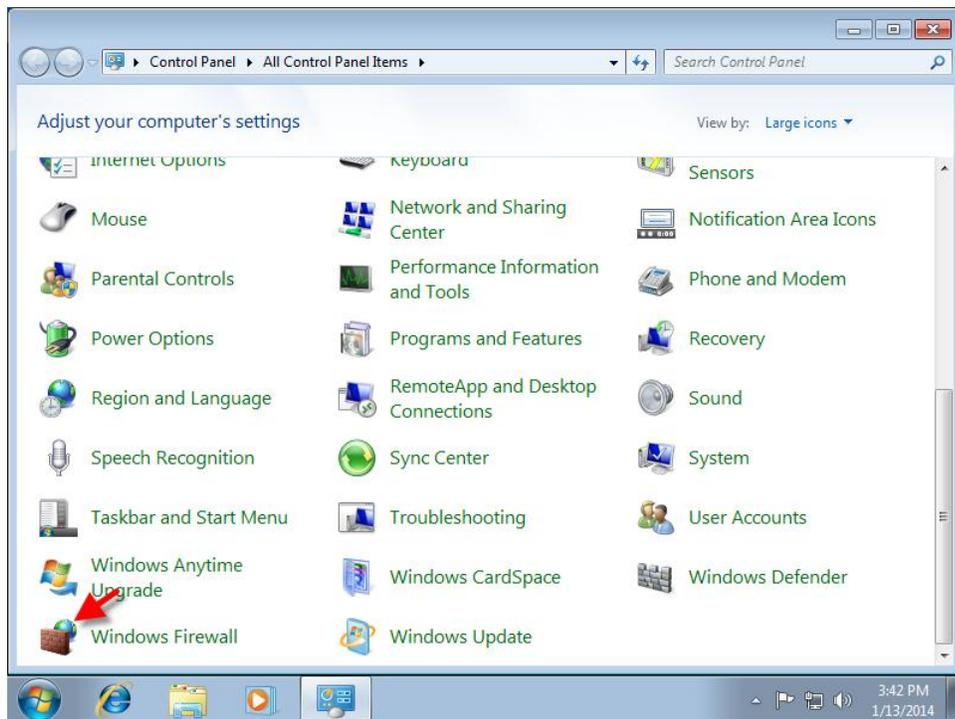 Control Panel ▸ All Control Panel Items ▸
Search Control Panel
Adjust your computer's settings
View by: Large icons
Internet Options
Keyboard
Sensors
Mouse
Network and Sharing
Center
Notification Area Icons
Parental Controls
Performance Information
and Tools
Phone and Modem
Power Options
Programs and Features
Recovery
Region and Language
RemoteApp and Desktop
Connections
Sound
Speech Recognition
Sync Center
System
Taskbar and Start Menu
Troubleshooting
User Accounts
Windows Anytime
Upgrade
Windows CardSpace
Windows Defender
Windows Firewall
Windows Update
3:42 PM
1/13/2014